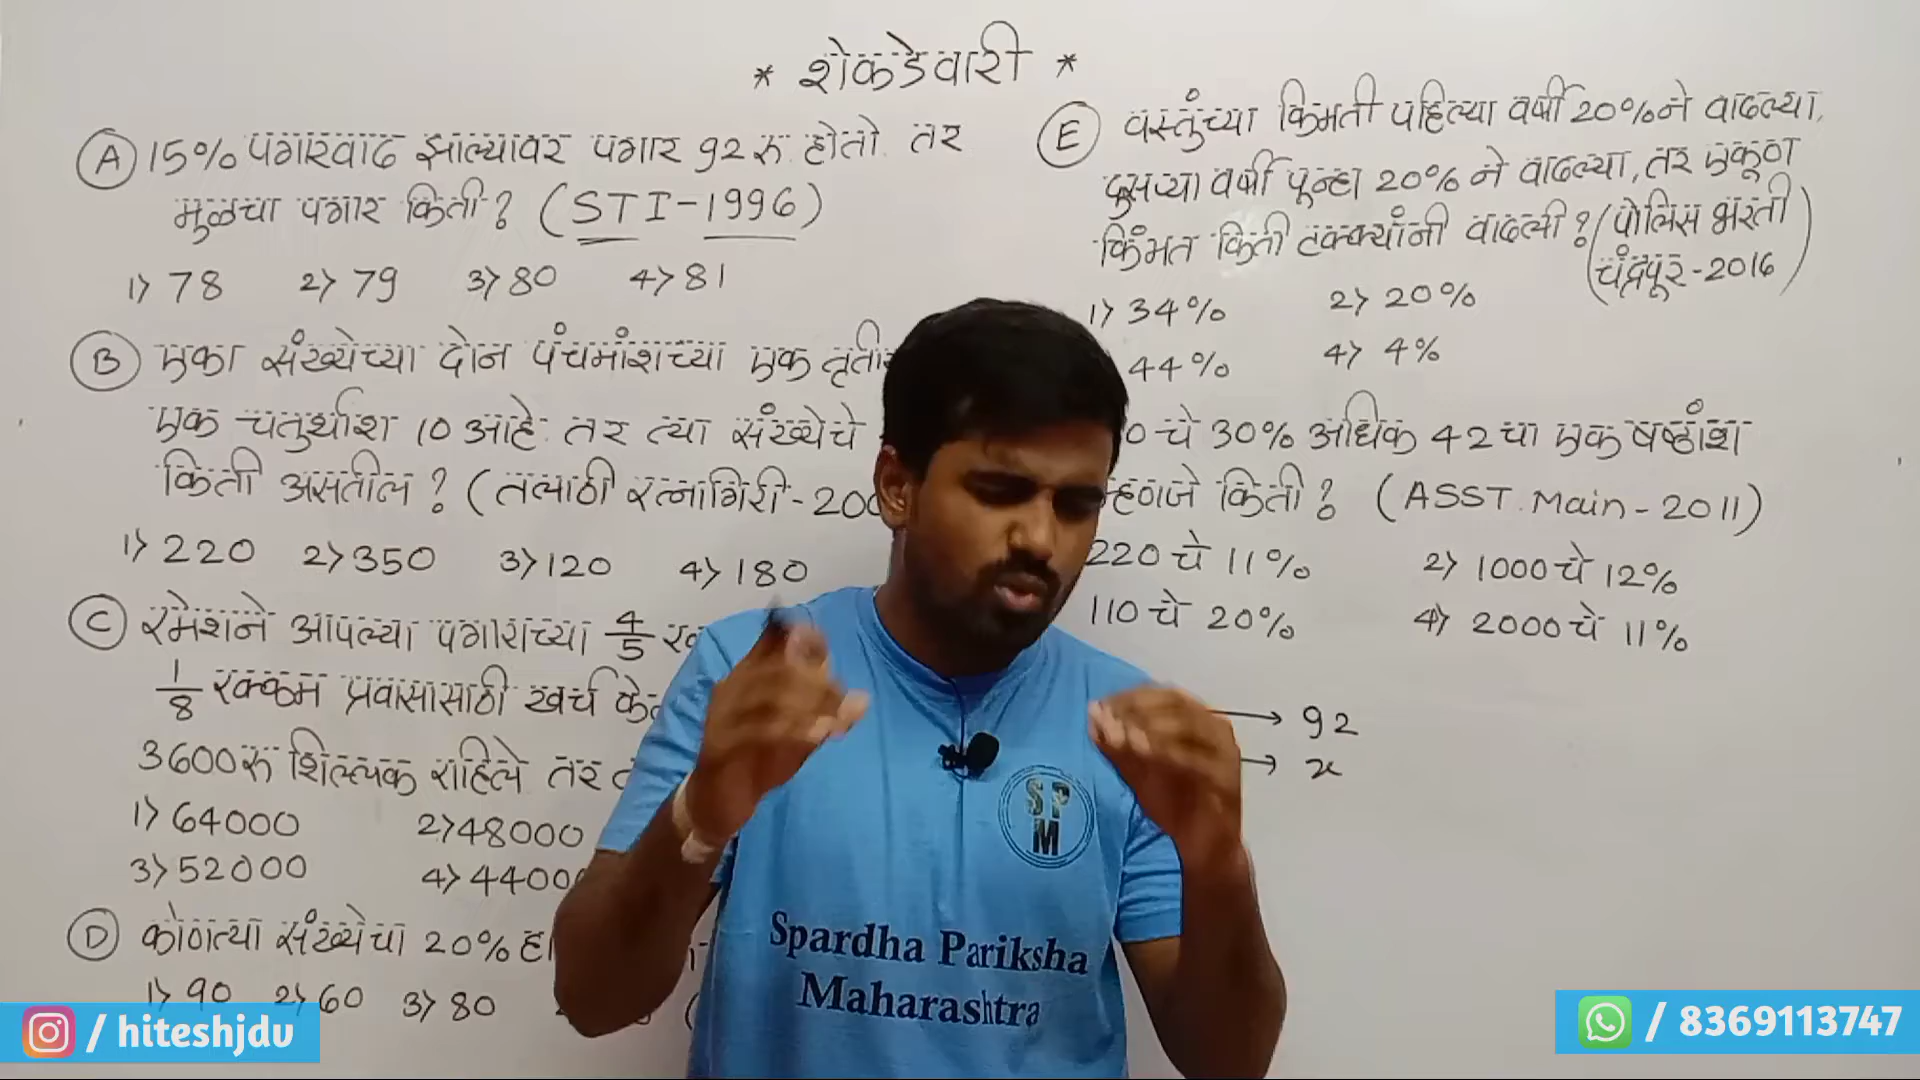 * शेकडेवारी *
A 15% पगारवाढ झाल्यावर पगार 92 रु. होतो तर
मुळचा पगार किती? (STI-1996)
1) 78 2) 79 3) 80 4) 81
B एका संख्येच्या दोन पंचमांशाच्या एक
एक चतुर्थांश 10 आहे. तर त्या संख्येचे
किती असतील? (तलाठी रत्नागिरी-
1) 220 2) 350 3) 120 4) 180
C रमेशने आपल्या पगाराच्या 4/5
1/8 रक्कम प्रवासासाठी खर्च
3600 रु शिल्लक राहिले तर
1) 64000 2) 48000
3) 52000 4) 44000
D कोणत्या संख्येचा 20%
1) 90 2) 60 3) 80
E वस्तुंच्या किंमती पहिल्या वर्षी 20% ने वाढल्या,
दुसऱ्या वर्षी पून्हा 20% ने वाढल्या, तर एकूण
किंमत किती टक्क्यांनी वाढली? (पोलिस भरती
चंद्रपूर-2016)
1) 34% 2) 20%
44% 4) 4%
0 चे 30% अधिक 42 चा एक षष्ठांश
म्हणजे किती? (ASST. Main-2011)
220 चे 11% 2) 1000 चे 12%
110 चे 20% 4) 2000 चे 11%
→ 92
→ x
SPM
Spardha Pariksha
Maharashtra
/ hiteshjdu
/ 8369113747